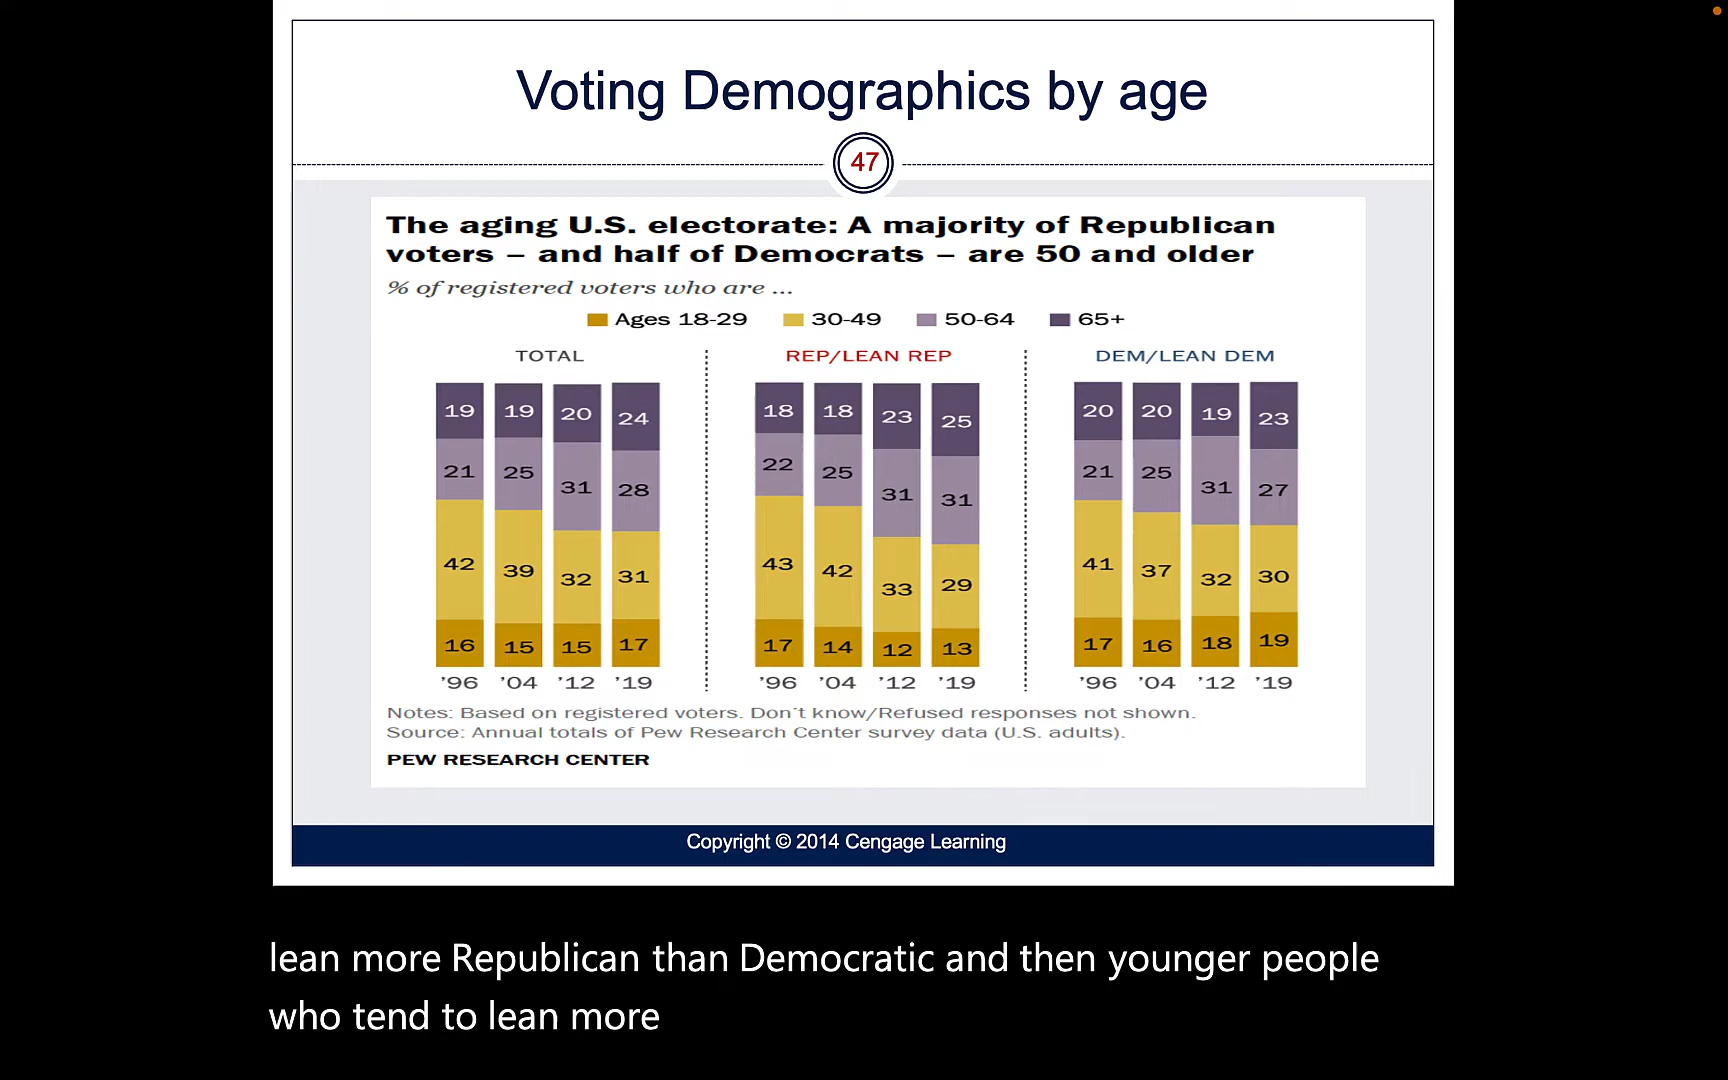 Voting Demographics by age
47
The aging U.S. electorate: A majority of Republican
voters – and half of Democrats – are 50 and older
% of registered voters who are ...
Ages 18-29 30-49 50-64 65+
TOTAL REP/LEAN REP DEM/LEAN DEM
19 19 20 24 18 18 23 25 20 20 19 23
21 25 31 28 22 25 31 31 21 25 31 27
42 39 32 31 43 42 33 29 41 37 32 30
16 15 15 17 17 14 12 13 17 16 18 19
’96 ’04 ’12 ’19 ’96 ’04 ’12 ’19 ’96 ’04 ’12 ’19
Notes: Based on registered voters. Don’t know/Refused responses not shown.
Source: Annual totals of Pew Research Center survey data (U.S. adults).
PEW RESEARCH CENTER
Copyright © 2014 Cengage Learning
lean more Republican than Democratic and then younger people
who tend to lean more